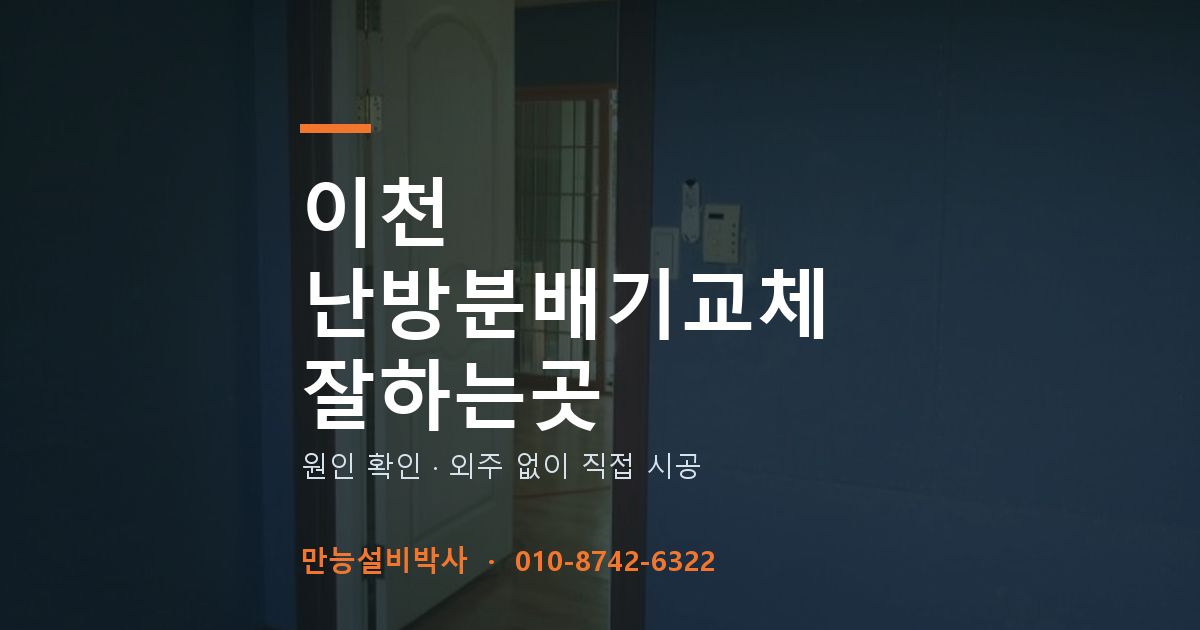 이천
난방분배기교체
잘하는곳
원인 확인 · 외주 없이 직접 시공
만능설비박사 · 010-8742-6322